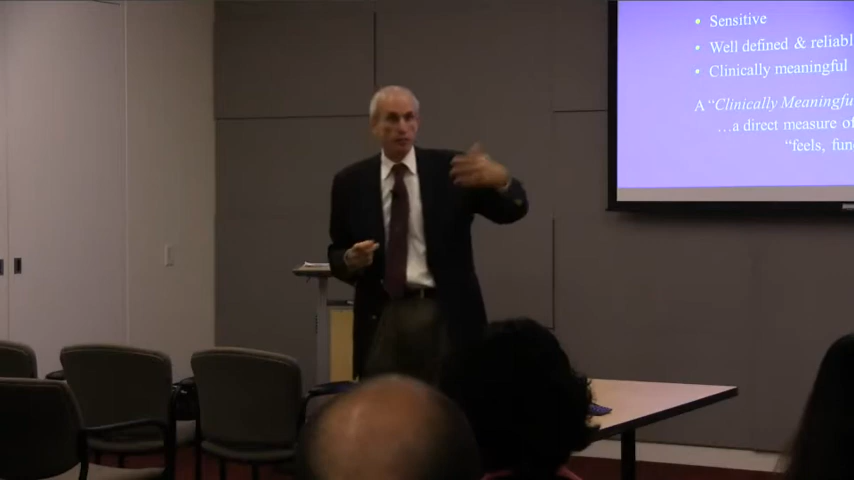 • Sensitive
• Well defined & reliabl
• Clinically meaningful
A “Clinically Meaningfu
…a direct measure of
“feels, fun